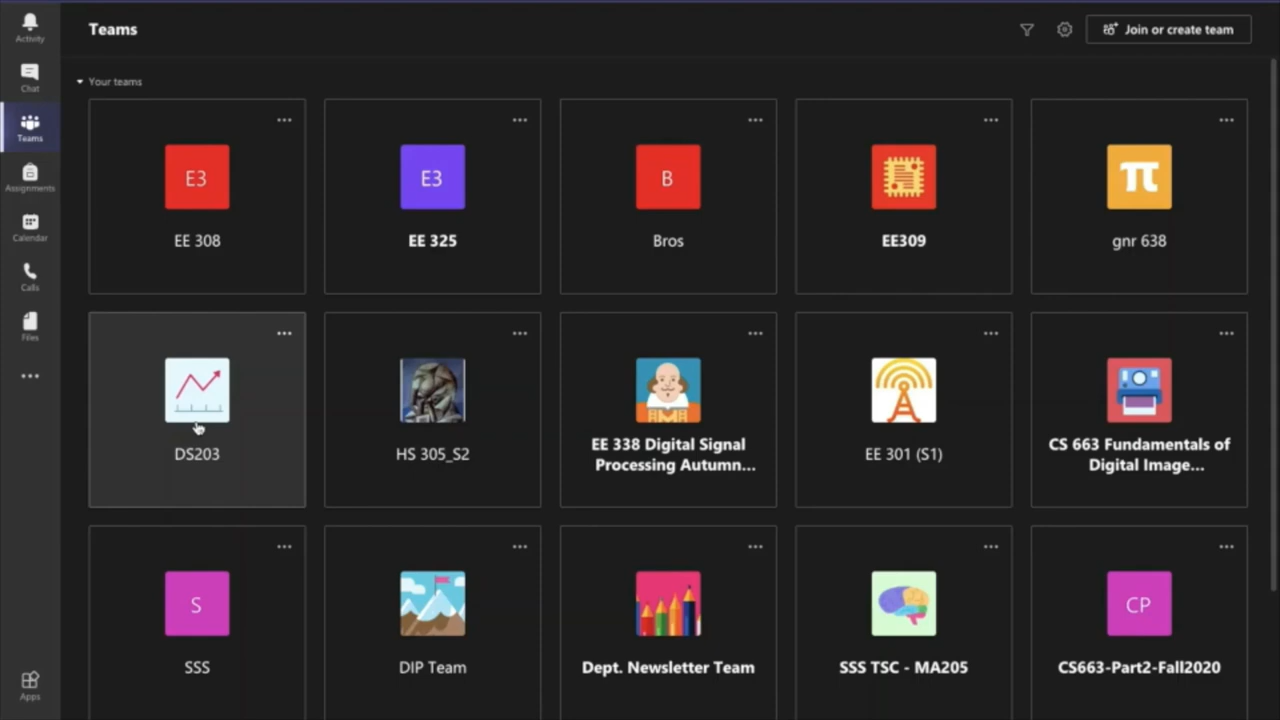 Activity
Chat
Teams
Assignments
Calendar
Calls
Files
Apps
Teams
Join or create team
Your teams
E3
EE 308
E3
EE 325
B
Bros
EE309
π
gnr 638
DS203
HS 305_S2
EE 338 Digital Signal
Processing Autumn...
EE 301 (S1)
CS 663 Fundamentals of
Digital Image...
S
SSS
DIP Team
Dept. Newsletter Team
SSS TSC - MA205
CP
CS663-Part2-Fall2020